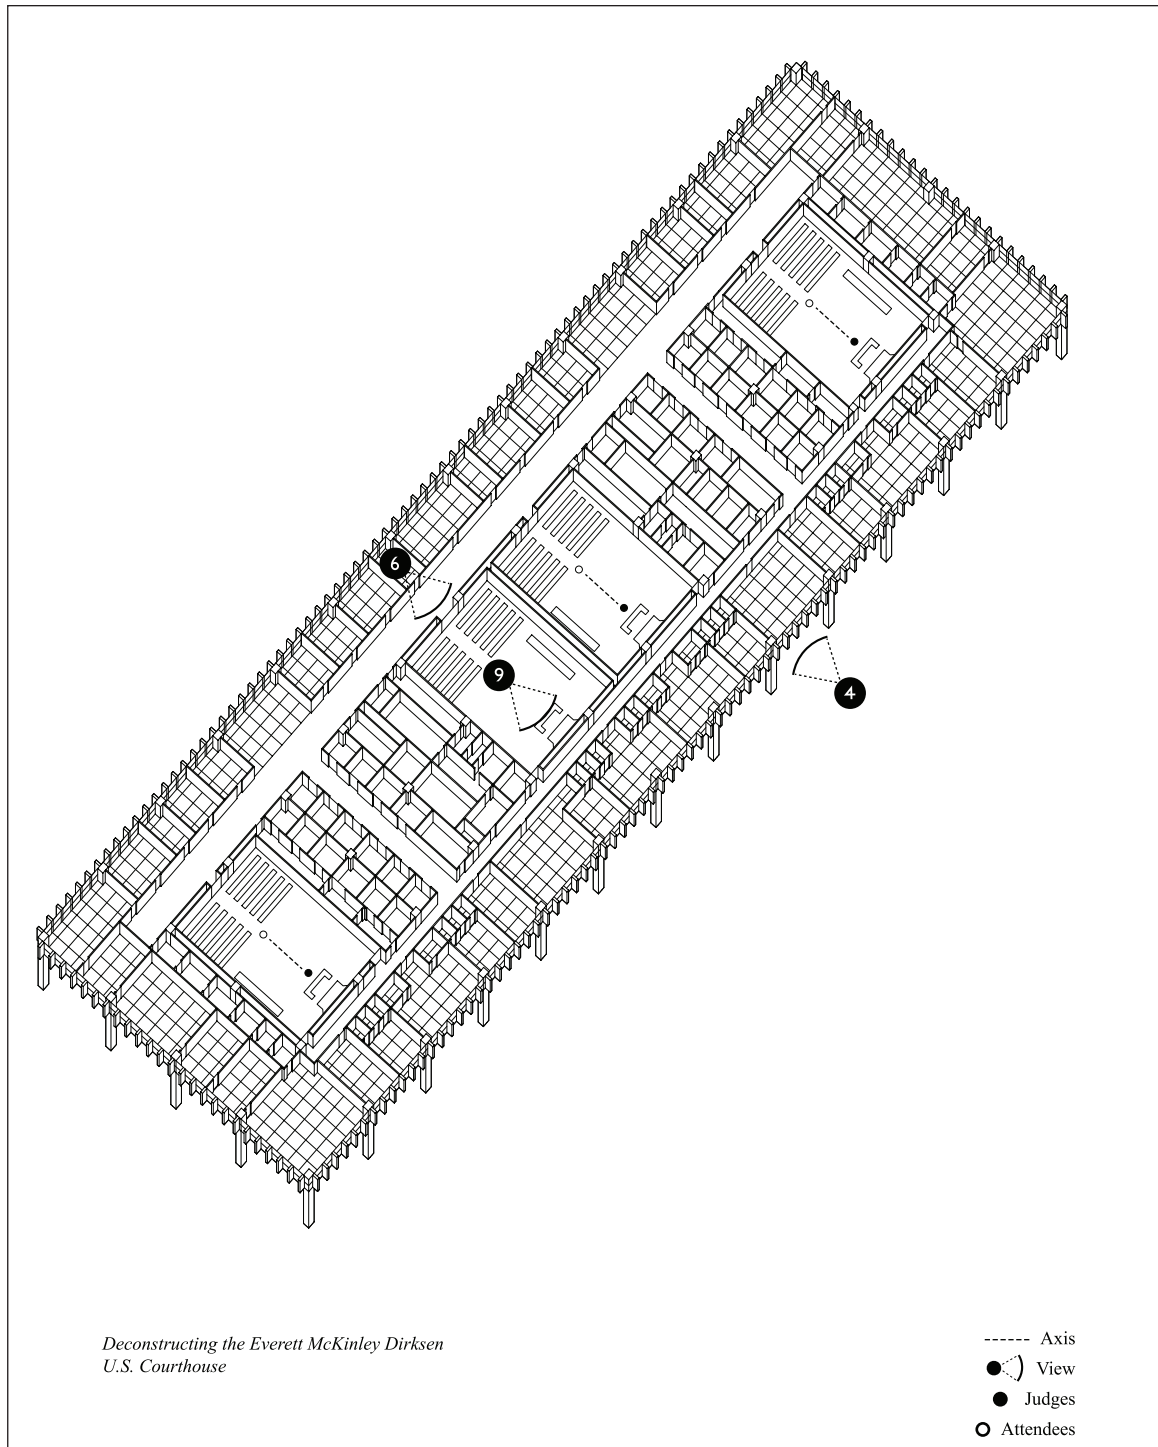 6
9
4
Deconstructing the Everett McKinley Dirksen
U.S. Courthouse
Axis
View
Judges
Attendees